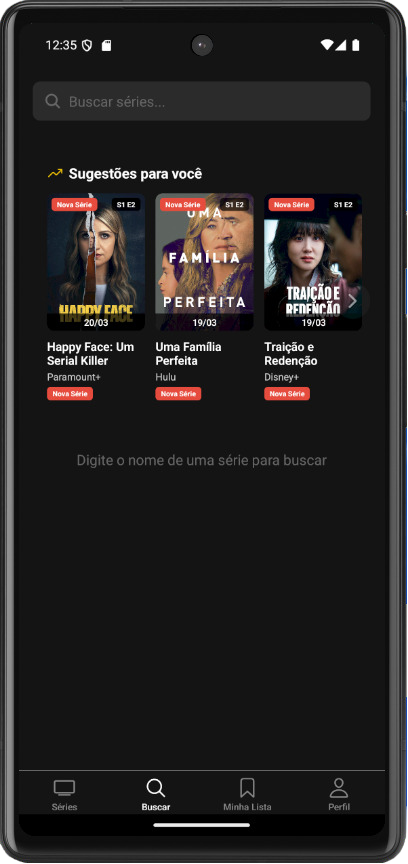 12:35
Buscar séries...
Sugestões para você
Nova Série S1 E2
HAPPY FACE
20/03
Happy Face: Um
Serial Killer
Paramount+
Nova Série
Nova Série S1 E2
UMA
FAMÍLIA
PERFEITA
19/03
Uma Família
Perfeita
Hulu
Nova Série
Nova Série S1 E2
TRAIÇÃO E
REDENÇÃO
19/03
Traição e
Redenção
Disney+
Nova Série
Digite o nome de uma série para buscar
Séries
Buscar
Minha Lista
Perfil